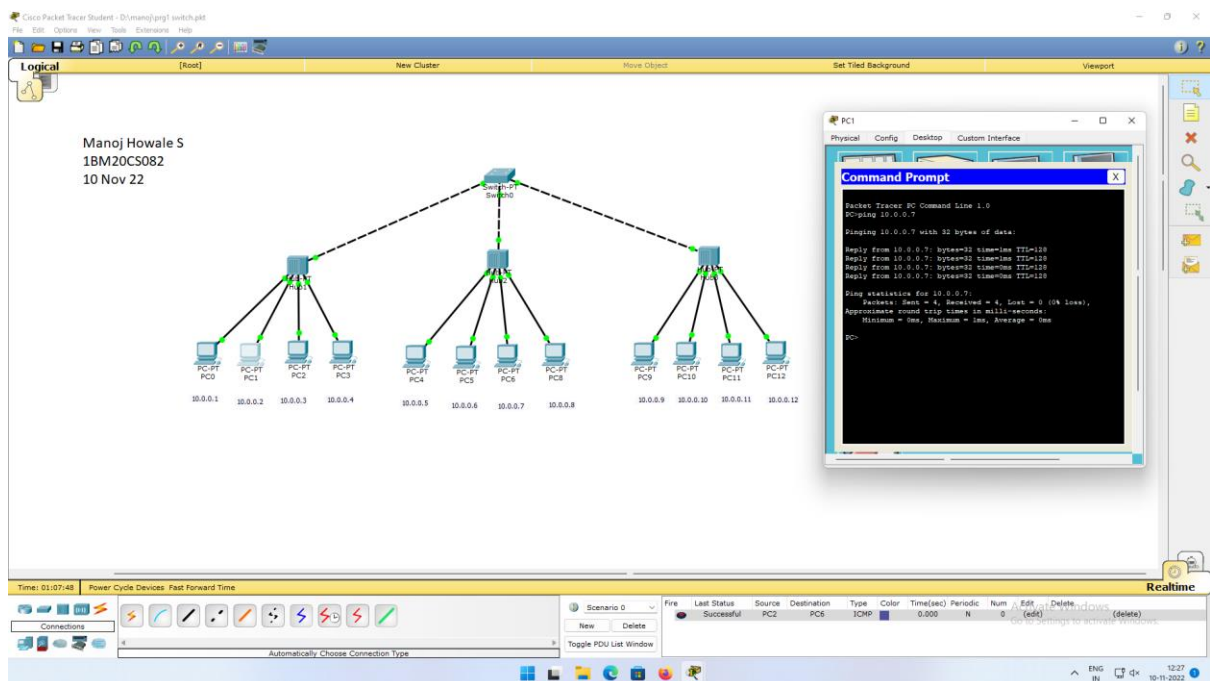 Cisco Packet Tracer Student - D:\manoj\prg1 switch.pkt
File Edit Options View Tools Extensions Help
Logical
[Root]
New Cluster
Move Object
Set Tiled Background
Viewport
Manoj Howale S
1BM20CS082
10 Nov 22
Switch-PT
Switch0
Hub1
Hub2
PC-PT
PC0
PC-PT
PC1
PC-PT
PC2
PC-PT
PC3
PC-PT
PC4
PC-PT
PC5
PC-PT
PC6
PC-PT
PC8
PC-PT
PC9
PC-PT
PC10
PC-PT
PC11
PC-PT
PC12
10.0.0.1 10.0.0.2 10.0.0.3 10.0.0.4
10.0.0.5 10.0.0.6 10.0.0.7 10.0.0.8
10.0.0.9 10.0.0.10 10.0.0.11 10.0.0.12
PC1
Physical Config Desktop Custom Interface
Command Prompt
X
Packet Tracer PC Command Line 1.0
PC>ping 10.0.0.7
Pinging 10.0.0.7 with 32 bytes of data:
Reply from 10.0.0.7: bytes=32 time=1ms TTL=128
Reply from 10.0.0.7: bytes=32 time=1ms TTL=128
Reply from 10.0.0.7: bytes=32 time=0ms TTL=128
Reply from 10.0.0.7: bytes=32 time=0ms TTL=128
Ping statistics for 10.0.0.7:
Packets: Sent = 4, Received = 4, Lost = 0 (0% loss),
Approximate round trip times in milli-seconds:
Minimum = 0ms, Maximum = 1ms, Average = 0ms
PC>
Time: 01:07:48 Power Cycle Devices Fast Forward Time
Realtime
Connections
Automatically Choose Connection Type
Scenario 0
New Delete
Toggle PDU List Window
Fire Last Status Source Destination Type Color Time(sec) Periodic Num Edit Delete
Successful PC2 PC6 ICMP 0.000 N 0 (edit) (delete)
Activate Windows
Go to Settings to activate Windows.
ENG
IN
12:27
10-11-2022